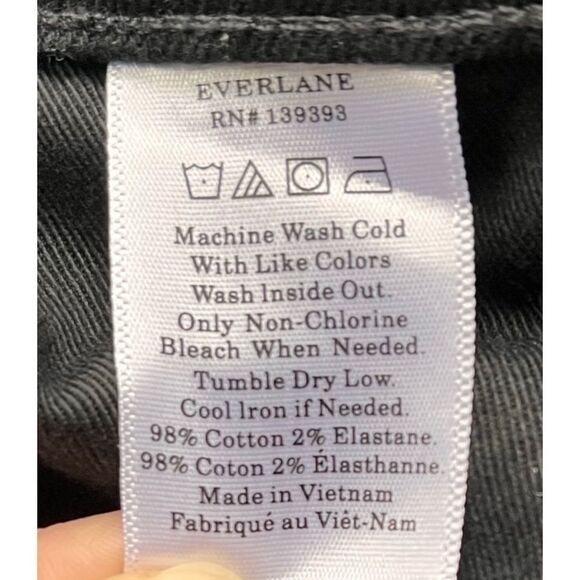 EVERLANE
RN# 139393
Machine Wash Cold
With Like Colors
Wash Inside Out.
Only Non-Chlorine
Bleach When Needed.
Tumble Dry Low.
Cool Iron if Needed.
98% Cotton 2% Elastane.
98% Coton 2% Élasthanne.
Made in Vietnam
Fabriqué au Viêt-Nam